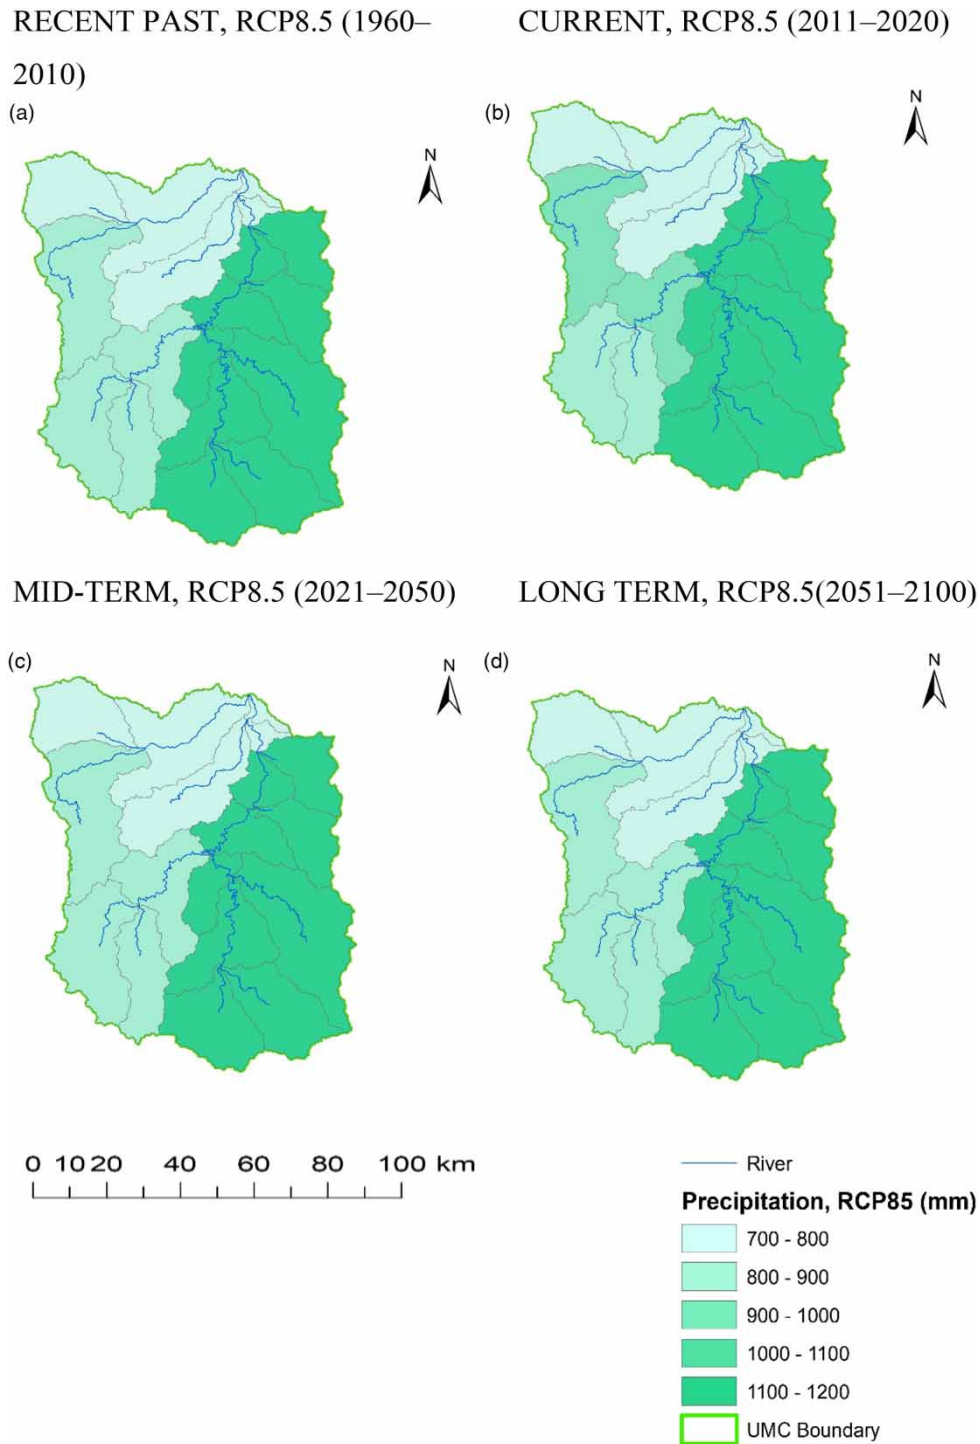 RECENT PAST, RCP8.5 (1960–
2010)
CURRENT, RCP8.5 (2011–2020)
(a)
N
(b)
N
MID-TERM, RCP8.5 (2021–2050)
LONG TERM, RCP8.5(2051–2100)
(c)
N
(d)
N
0 10 20 40 60 80 100 km
River
Precipitation, RCP85 (mm)
700 - 800
800 - 900
900 - 1000
1000 - 1100
1100 - 1200
UMC Boundary